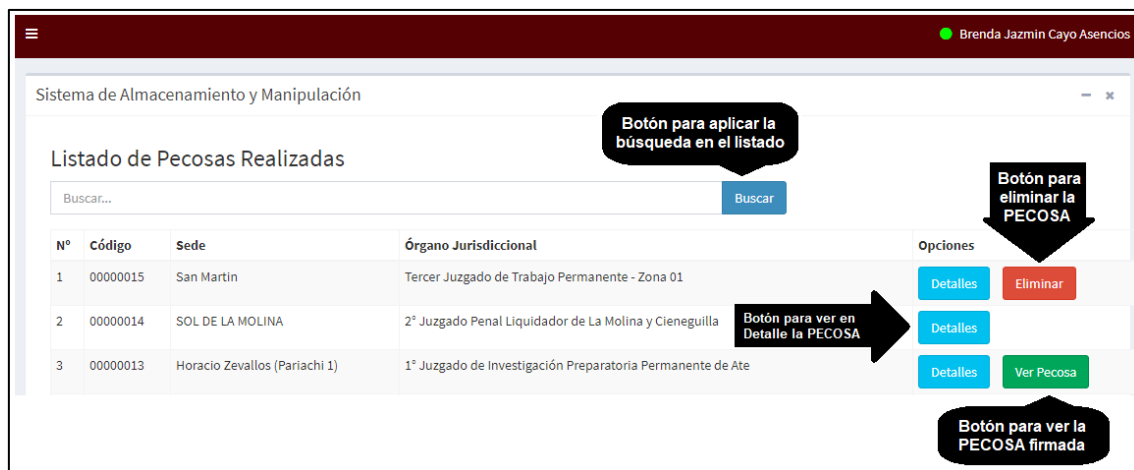 Brenda Jazmin Cayo Asencios
Sistema de Almacenamiento y Manipulación
Botón para aplicar la
búsqueda en el listado
Listado de Pecosas Realizadas
Buscar...
Buscar
Botón para
eliminar la
PECOSA
N° Código Sede Órgano Jurisdiccional Opciones
1 00000015 San Martin Tercer Juzgado de Trabajo Permanente - Zona 01 Detalles Eliminar
2 00000014 SOL DE LA MOLINA 2° Juzgado Penal Liquidador de La Molina y Cieneguilla Detalles
Botón para ver en
Detalle la PECOSA
3 00000013 Horacio Zevallos (Pariachi 1) 1° Juzgado de Investigación Preparatoria Permanente de Ate Detalles Ver Pecosa
Botón para ver la
PECOSA firmada